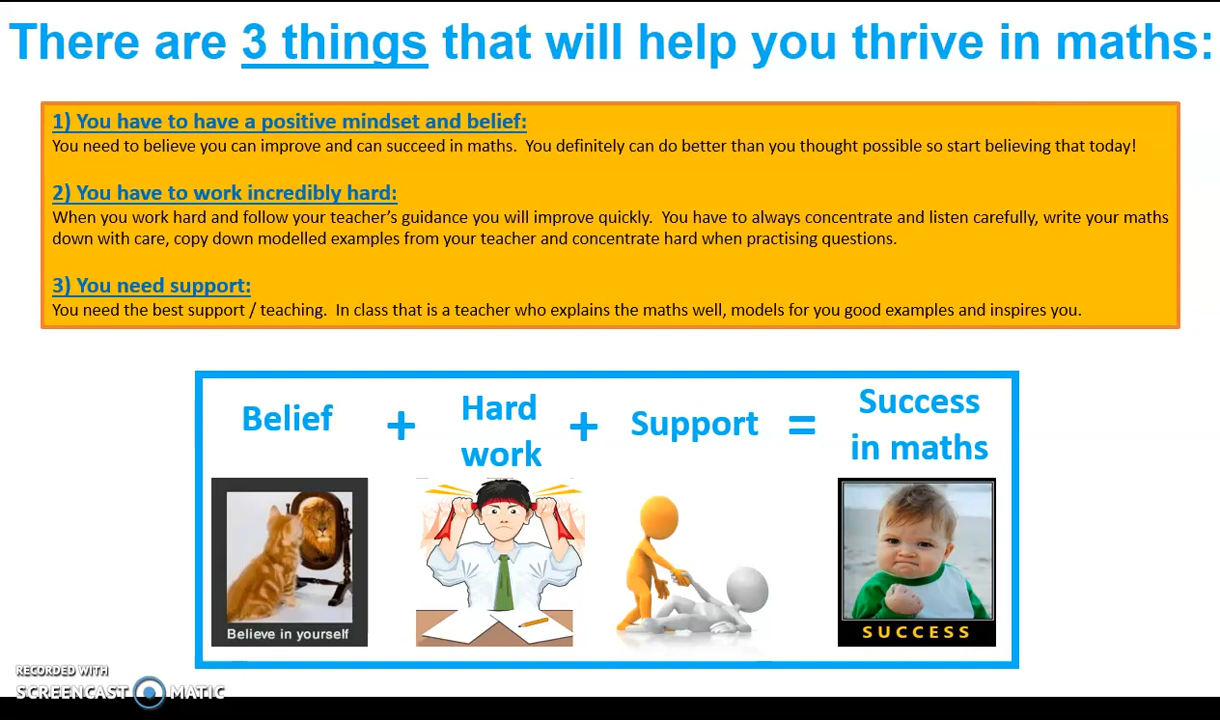 There are 3 things that will help you thrive in maths:
1) You have to have a positive mindset and belief:
You need to believe you can improve and can succeed in maths.  You definitely can do better than you thought possible so start believing that today!
2) You have to work incredibly hard:
When you work hard and follow your teacher's guidance you will improve quickly.  You have to always concentrate and listen carefully, write your maths
down with care, copy down modelled examples from your teacher and concentrate hard when practising questions.
3) You need support:
You need the best support / teaching.  In class that is a teacher who explains the maths well, models for you good examples and inspires you.
Belief + Hard work + Support = Success in maths
Believe in yourself
SUCCESS
RECORDED WITH
SCREENCAST MATIC